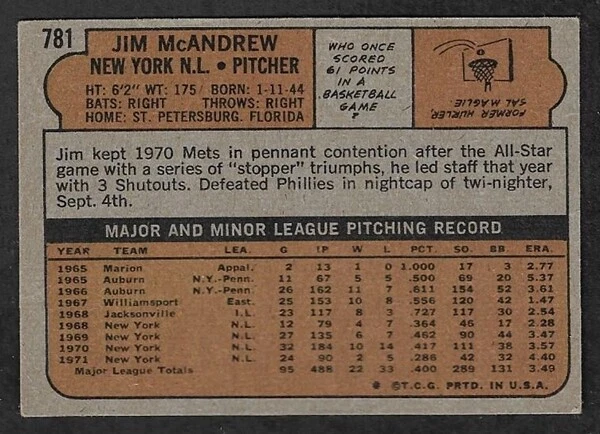 781
JIM McANDREW
NEW YORK N.L. • PITCHER
HT: 6'2" WT: 175/ BORN: 1-11-44
BATS: RIGHT THROWS: RIGHT
HOME: ST. PETERSBURG, FLORIDA
WHO ONCE
SCORED
61 POINTS
IN A
BASKETBALL
GAME
?
FORMER HURLER,
SAL MAGLIE
Jim kept 1970 Mets in pennant contention after the All-Star
game with a series of "stopper" triumphs, he led staff that year
with 3 Shutouts. Defeated Phillies in nightcap of twi-nighter,
Sept. 4th.
MAJOR AND MINOR LEAGUE PITCHING RECORD
YEAR TEAM LEA. G IP W L PCT. SO. BB ERA.
1965 Marion Appal. 2 13 1 0 1.000 17 3 2.77
1965 Auburn N.Y.-Penn. 11 67 5 5 .500 69 20 5.37
1966 Auburn N.Y.-Penn. 26 162 11 7 .611 154 52 3.61
1967 Williamsport East. 25 153 10 8 .556 120 42 1.47
1968 Jacksonville I.L. 23 117 8 3 .727 117 30 2.54
1968 New York N.L. 12 79 4 7 .364 46 17 2.28
1969 New York N.L. 27 135 6 7 .462 90 44 3.47
1970 New York N.L. 32 184 10 14 .417 111 38 3.57
1971 New York N.L. 24 90 2 5 .286 42 32 4.40
Major League Totals 95 488 22 33 .400 289 131 3.49
©T.C.G. PRTD. IN U.S.A.